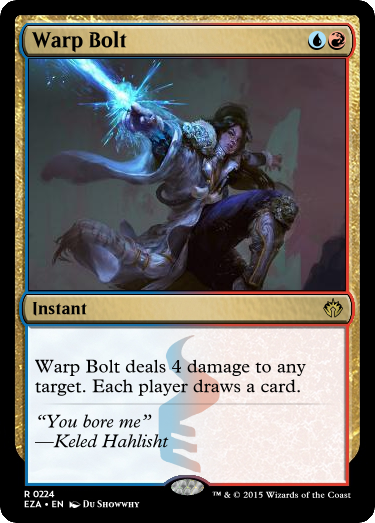 Warp Bolt
Instant
Warp Bolt deals 4 damage to any
target. Each player draws a card.
“You bore me”
—Keled Hahlisht
R 0224
EZA • EN Du Showwhy
™ & © 2015 Wizards of the Coast